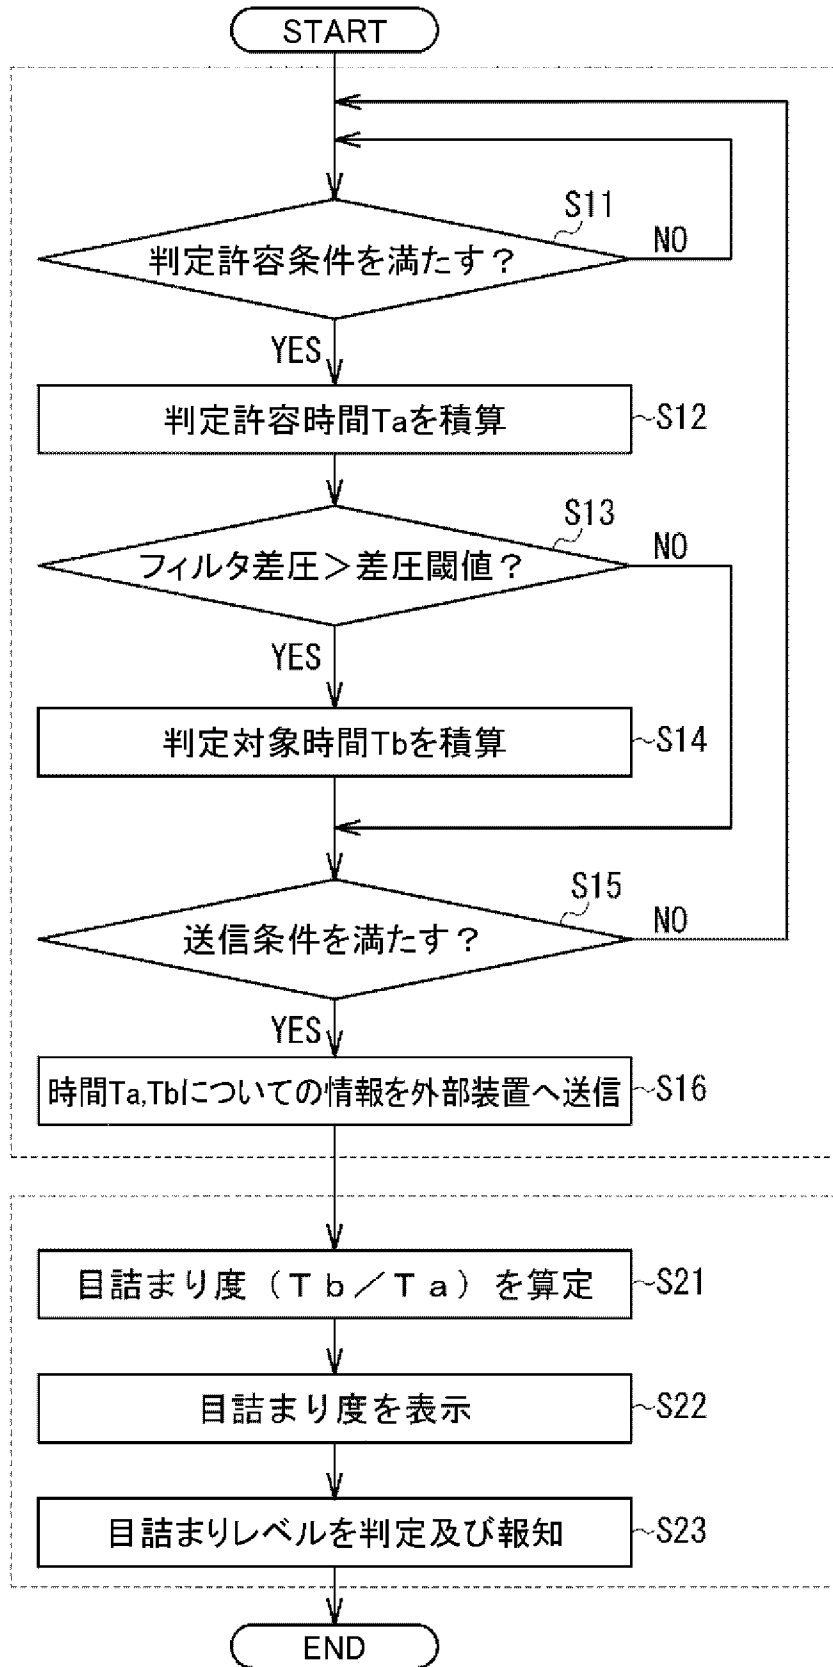 START
S11
判定許容条件を満たす？
NO
YES
判定許容時間Taを積算
S12
S13
フィルタ差圧＞差圧閾値？
NO
YES
判定対象時間Tbを積算
S14
S15
送信条件を満たす？
NO
YES
時間Ta,Tbについての情報を外部装置へ送信
S16
目詰まり度（Ｔｂ／Ｔａ）を算定
S21
目詰まり度を表示
S22
目詰まりレベルを判定及び報知
S23
END